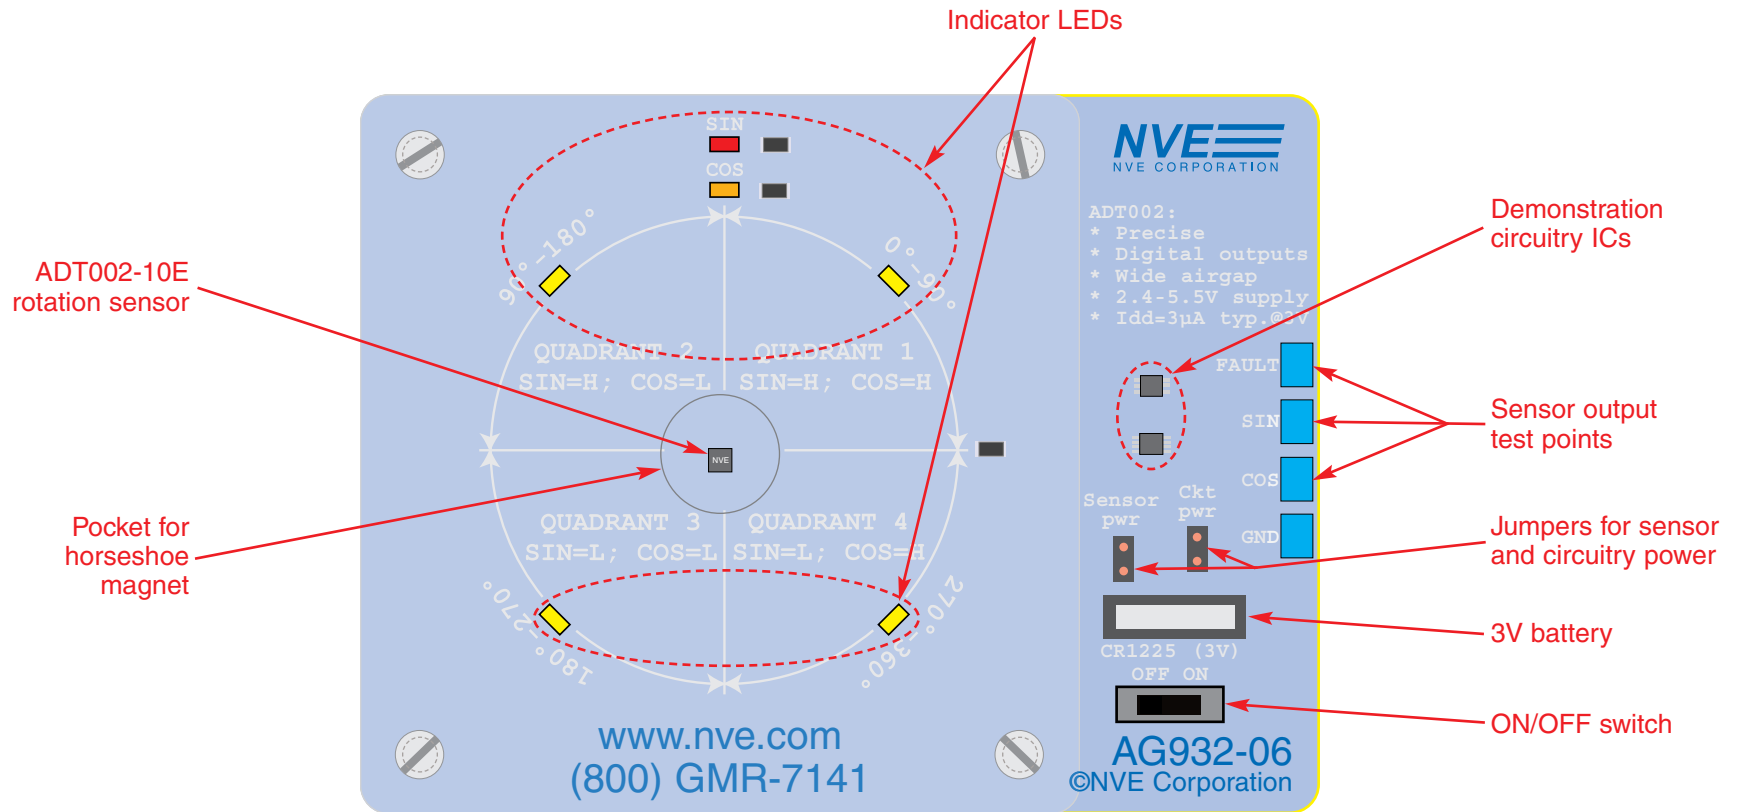 Indicator LEDs
SIN
COS
NVE
NVE CORPORATION
ADT002:
* Precise
* Digital outputs
* Wide airgap
* 2.4-5.5V supply
* Idd=3µA typ.@3V
Demonstration
circuitry ICs
90°-180°
0°-90°
ADT002-10E
rotation sensor
QUADRANT 2
SIN=H; COS=L
QUADRANT 1
SIN=H; COS=H
FAULT
SIN
COS
GND
Sensor output
test points
NVE
Sensor
pwr
Ckt
pwr
Pocket for
horseshoe
magnet
QUADRANT 3
SIN=L; COS=L
QUADRANT 4
SIN=L; COS=H
Jumpers for sensor
and circuitry power
180°-270°
270°-360°
3V battery
CR1225 (3V)
OFF ON
ON/OFF switch
www.nve.com
(800) GMR-7141
AG932-06
©NVE Corporation